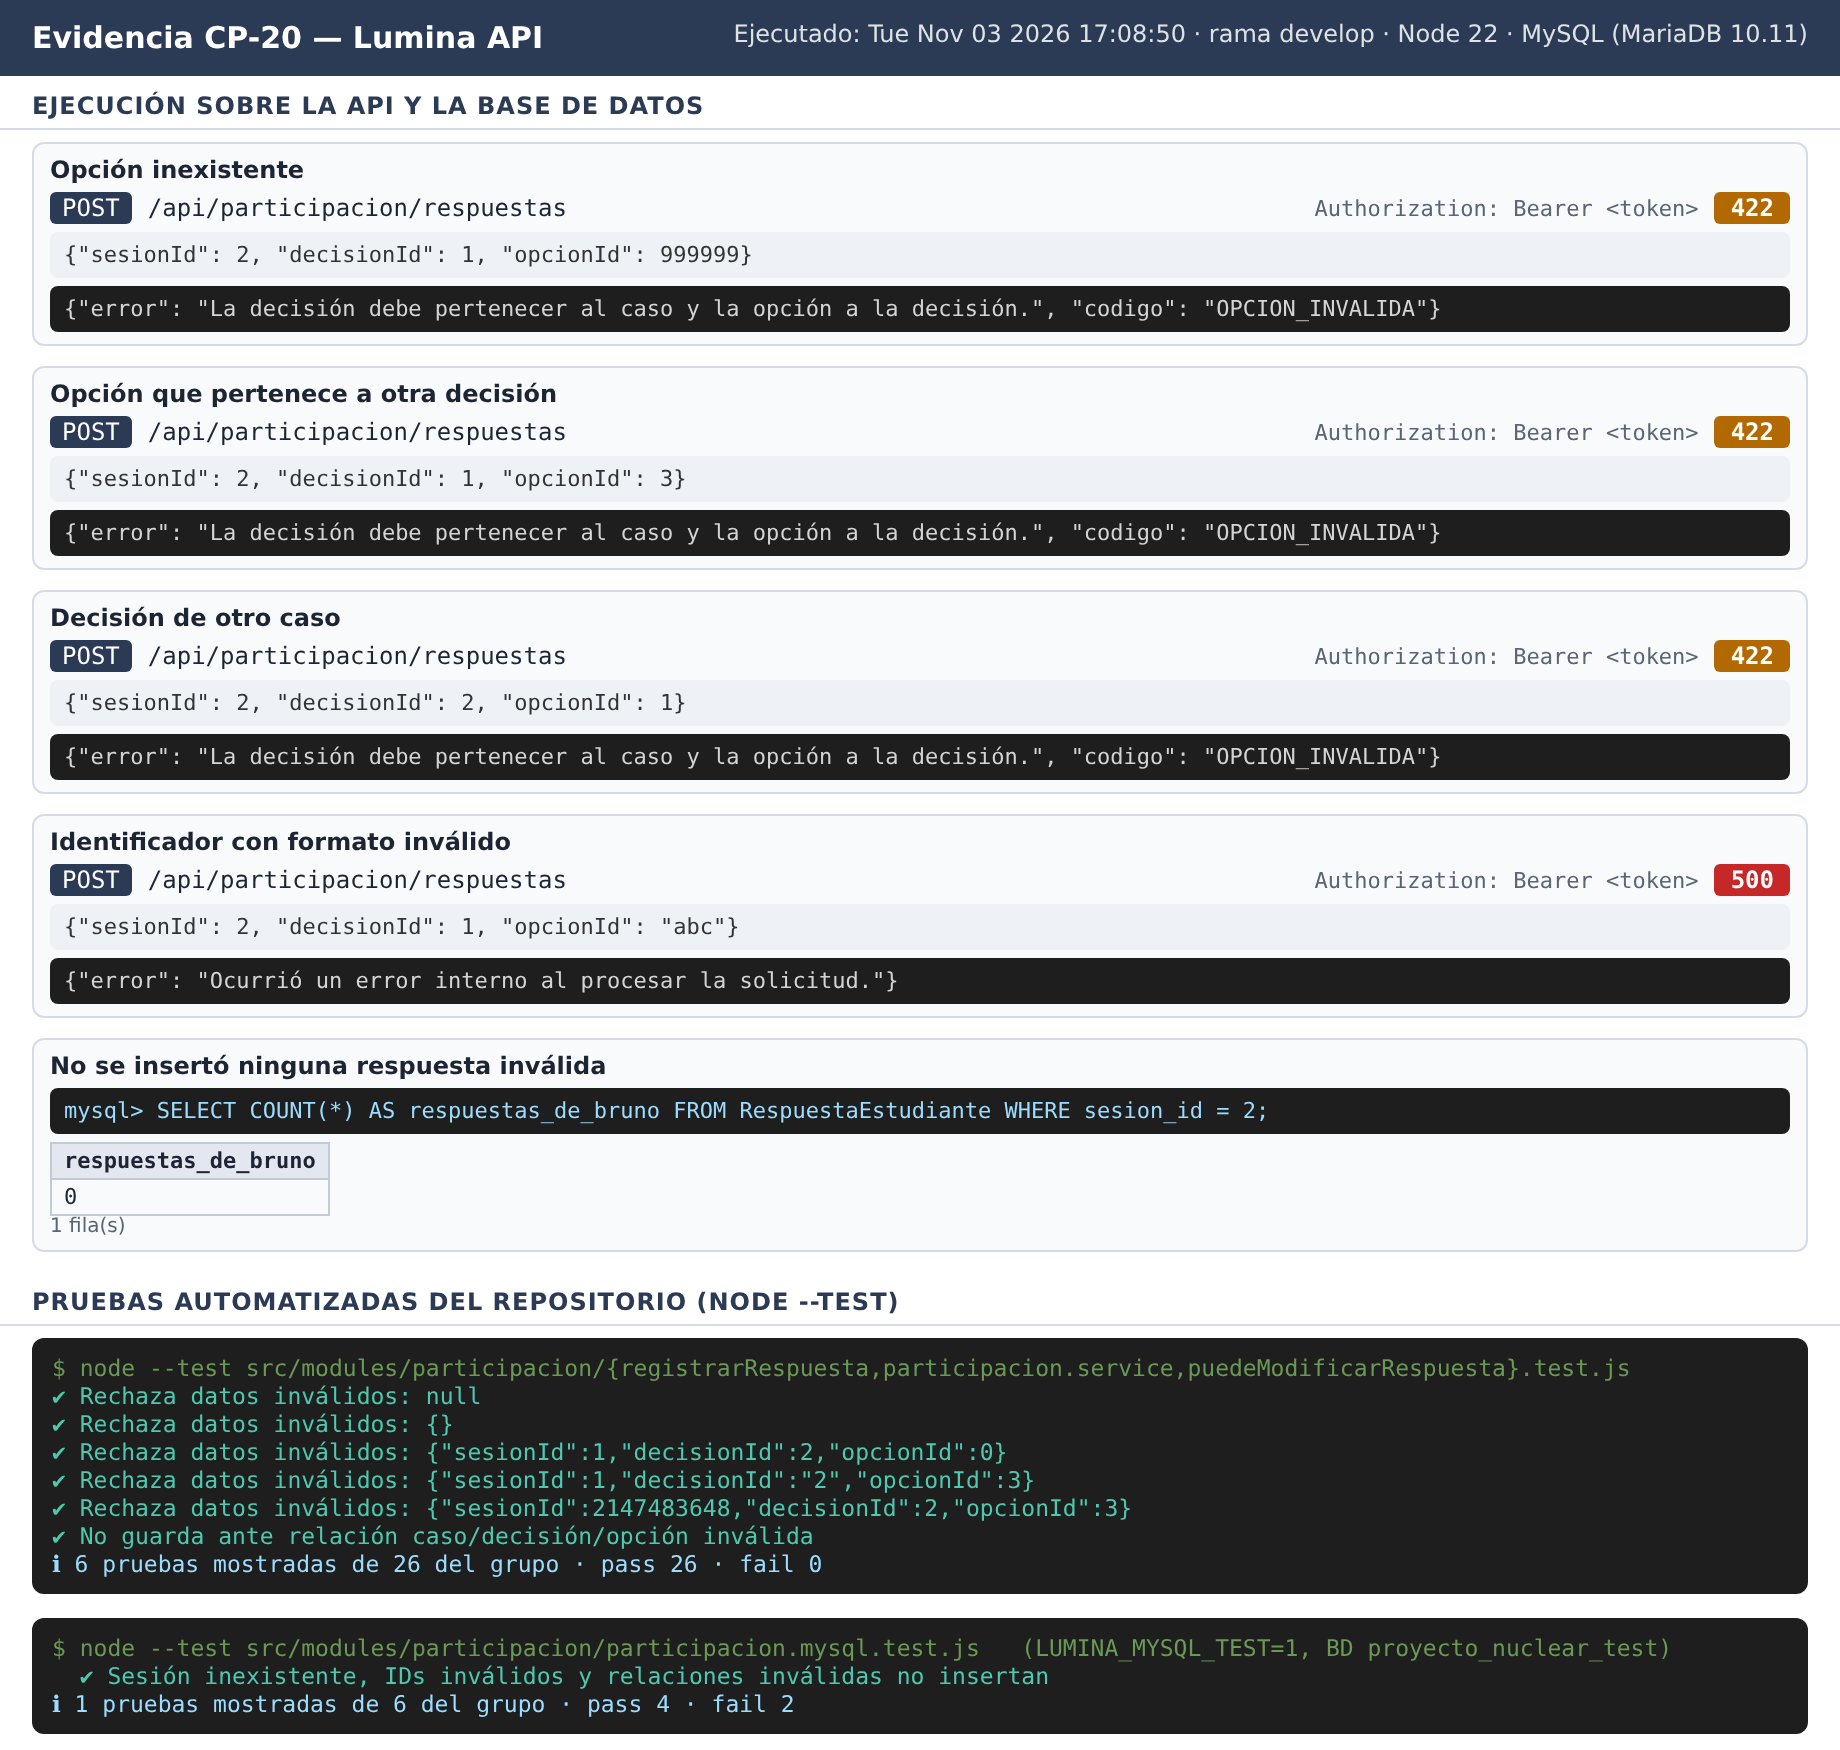 Evidencia CP-20 — Lumina API
Ejecutado: Tue Nov 03 2026 17:08:50 · rama develop · Node 22 · MySQL (MariaDB 10.11)
EJECUCIÓN SOBRE LA API Y LA BASE DE DATOS
Opción inexistente
POST /api/participacion/respuestas Authorization: Bearer <token> 422
{"sesionId": 2, "decisionId": 1, "opcionId": 999999}
{"error": "La decisión debe pertenecer al caso y la opción a la decisión.", "codigo": "OPCION_INVALIDA"}
Opción que pertenece a otra decisión
POST /api/participacion/respuestas Authorization: Bearer <token> 422
{"sesionId": 2, "decisionId": 1, "opcionId": 3}
{"error": "La decisión debe pertenecer al caso y la opción a la decisión.", "codigo": "OPCION_INVALIDA"}
Decisión de otro caso
POST /api/participacion/respuestas Authorization: Bearer <token> 422
{"sesionId": 2, "decisionId": 2, "opcionId": 1}
{"error": "La decisión debe pertenecer al caso y la opción a la decisión.", "codigo": "OPCION_INVALIDA"}
Identificador con formato inválido
POST /api/participacion/respuestas Authorization: Bearer <token> 500
{"sesionId": 2, "decisionId": 1, "opcionId": "abc"}
{"error": "Ocurrió un error interno al procesar la solicitud."}
No se insertó ninguna respuesta inválida
mysql> SELECT COUNT(*) AS respuestas_de_bruno FROM RespuestaEstudiante WHERE sesion_id = 2;
respuestas_de_bruno
0
1 fila(s)
PRUEBAS AUTOMATIZADAS DEL REPOSITORIO (NODE --TEST)
$ node --test src/modules/participacion/{registrarRespuesta,participacion.service,puedeModificarRespuesta}.test.js
✔ Rechaza datos inválidos: null
✔ Rechaza datos inválidos: {}
✔ Rechaza datos inválidos: {"sesionId":1,"decisionId":2,"opcionId":0}
✔ Rechaza datos inválidos: {"sesionId":1,"decisionId":"2","opcionId":3}
✔ Rechaza datos inválidos: {"sesionId":2147483648,"decisionId":2,"opcionId":3}
✔ No guarda ante relación caso/decisión/opción inválida
ℹ 6 pruebas mostradas de 26 del grupo · pass 26 · fail 0
$ node --test src/modules/participacion/participacion.mysql.test.js (LUMINA_MYSQL_TEST=1, BD proyecto_nuclear_test)
✔ Sesión inexistente, IDs inválidos y relaciones inválidas no insertan
ℹ 1 pruebas mostradas de 6 del grupo · pass 4 · fail 2